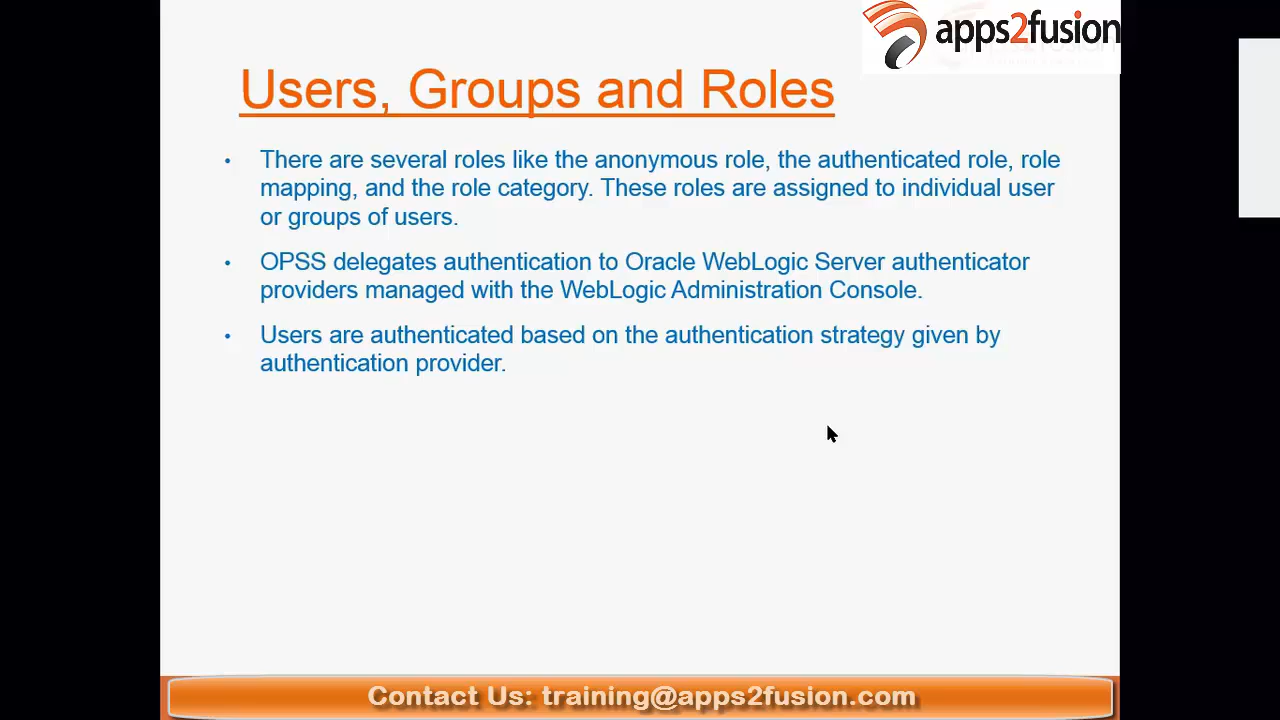 apps2fusion
Users, Groups and Roles
• There are several roles like the anonymous role, the authenticated role, role
mapping, and the role category. These roles are assigned to individual user
or groups of users.
• OPSS delegates authentication to Oracle WebLogic Server authenticator
providers managed with the WebLogic Administration Console.
• Users are authenticated based on the authentication strategy given by
authentication provider.
Contact Us: training@apps2fusion.com